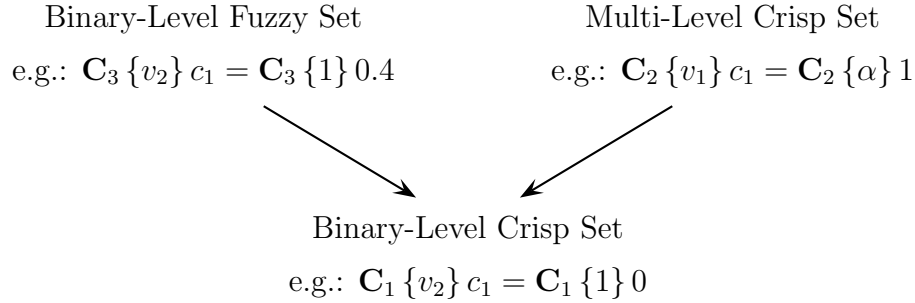 Binary-Level Fuzzy Set
e.g.: C₃ {v₂} c₁ = C₃ {1} 0.4
Multi-Level Crisp Set
e.g.: C₂ {v₁} c₁ = C₂ {α} 1
Binary-Level Crisp Set
e.g.: C₁ {v₂} c₁ = C₁ {1} 0